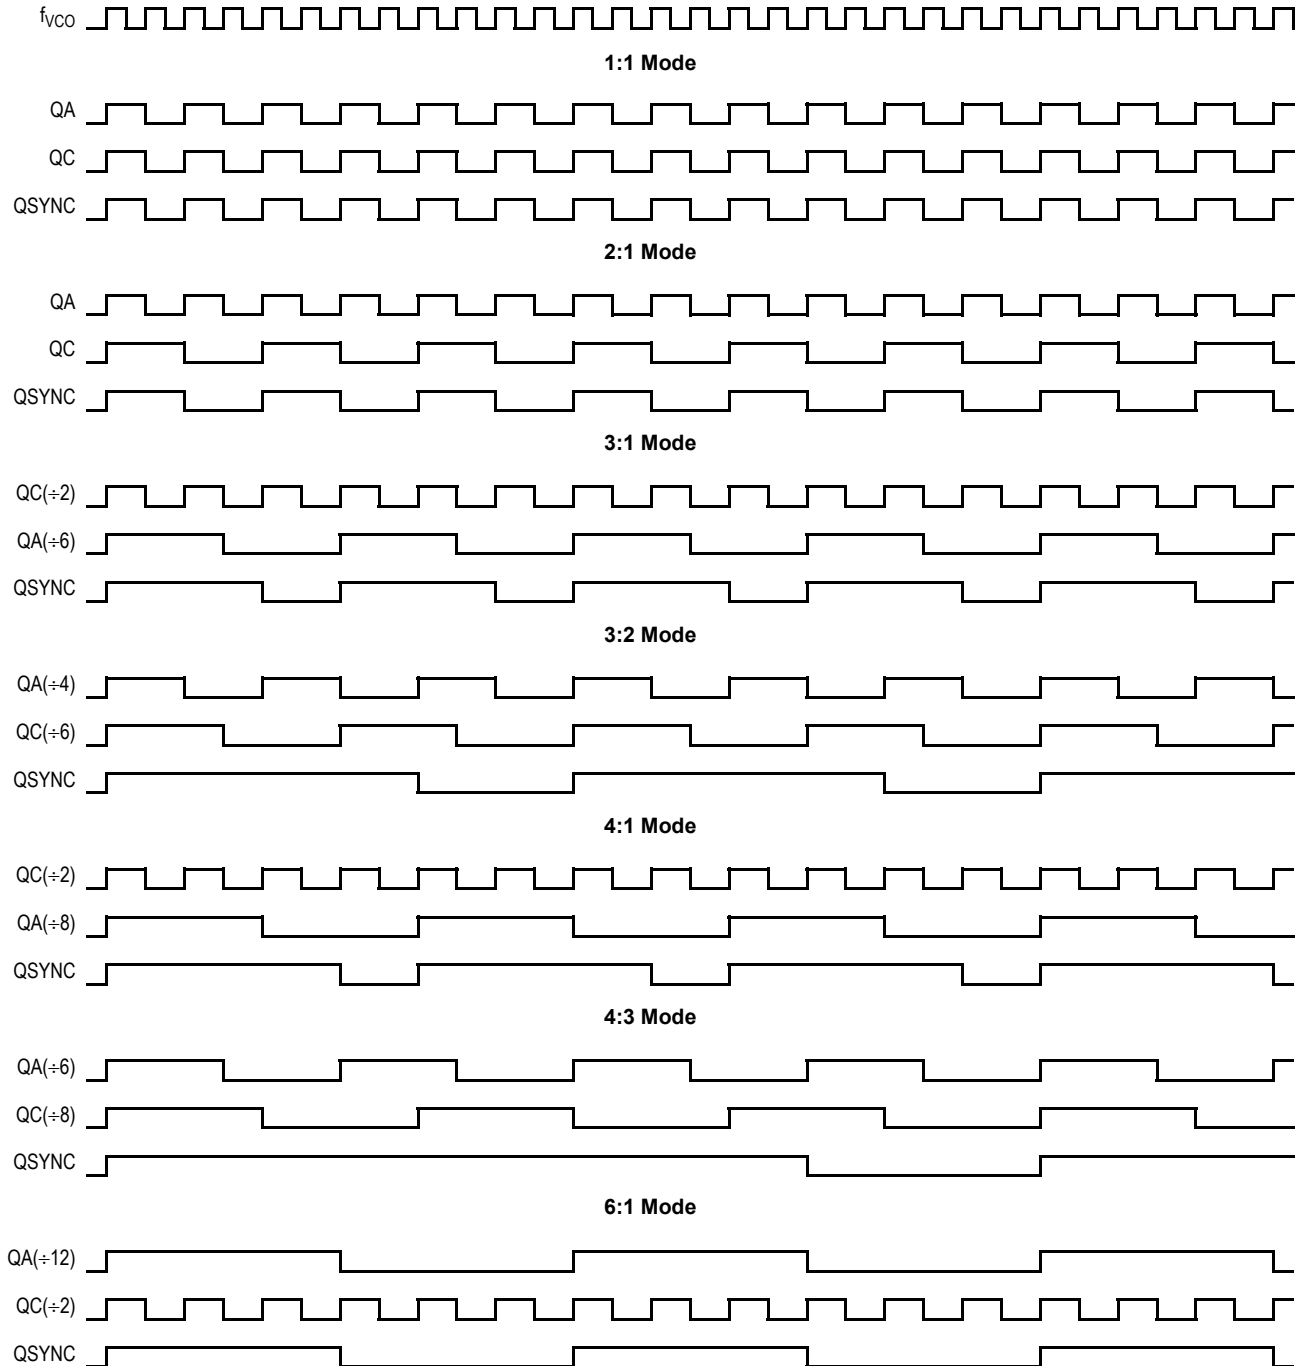 fVCO
1:1 Mode
QA
QC
QSYNC
2:1 Mode
QA
QC
QSYNC
3:1 Mode
QC(÷2)
QA(÷6)
QSYNC
3:2 Mode
QA(÷4)
QC(÷6)
QSYNC
4:1 Mode
QC(÷2)
QA(÷8)
QSYNC
4:3 Mode
QA(÷6)
QC(÷8)
QSYNC
6:1 Mode
QA(÷12)
QC(÷2)
QSYNC